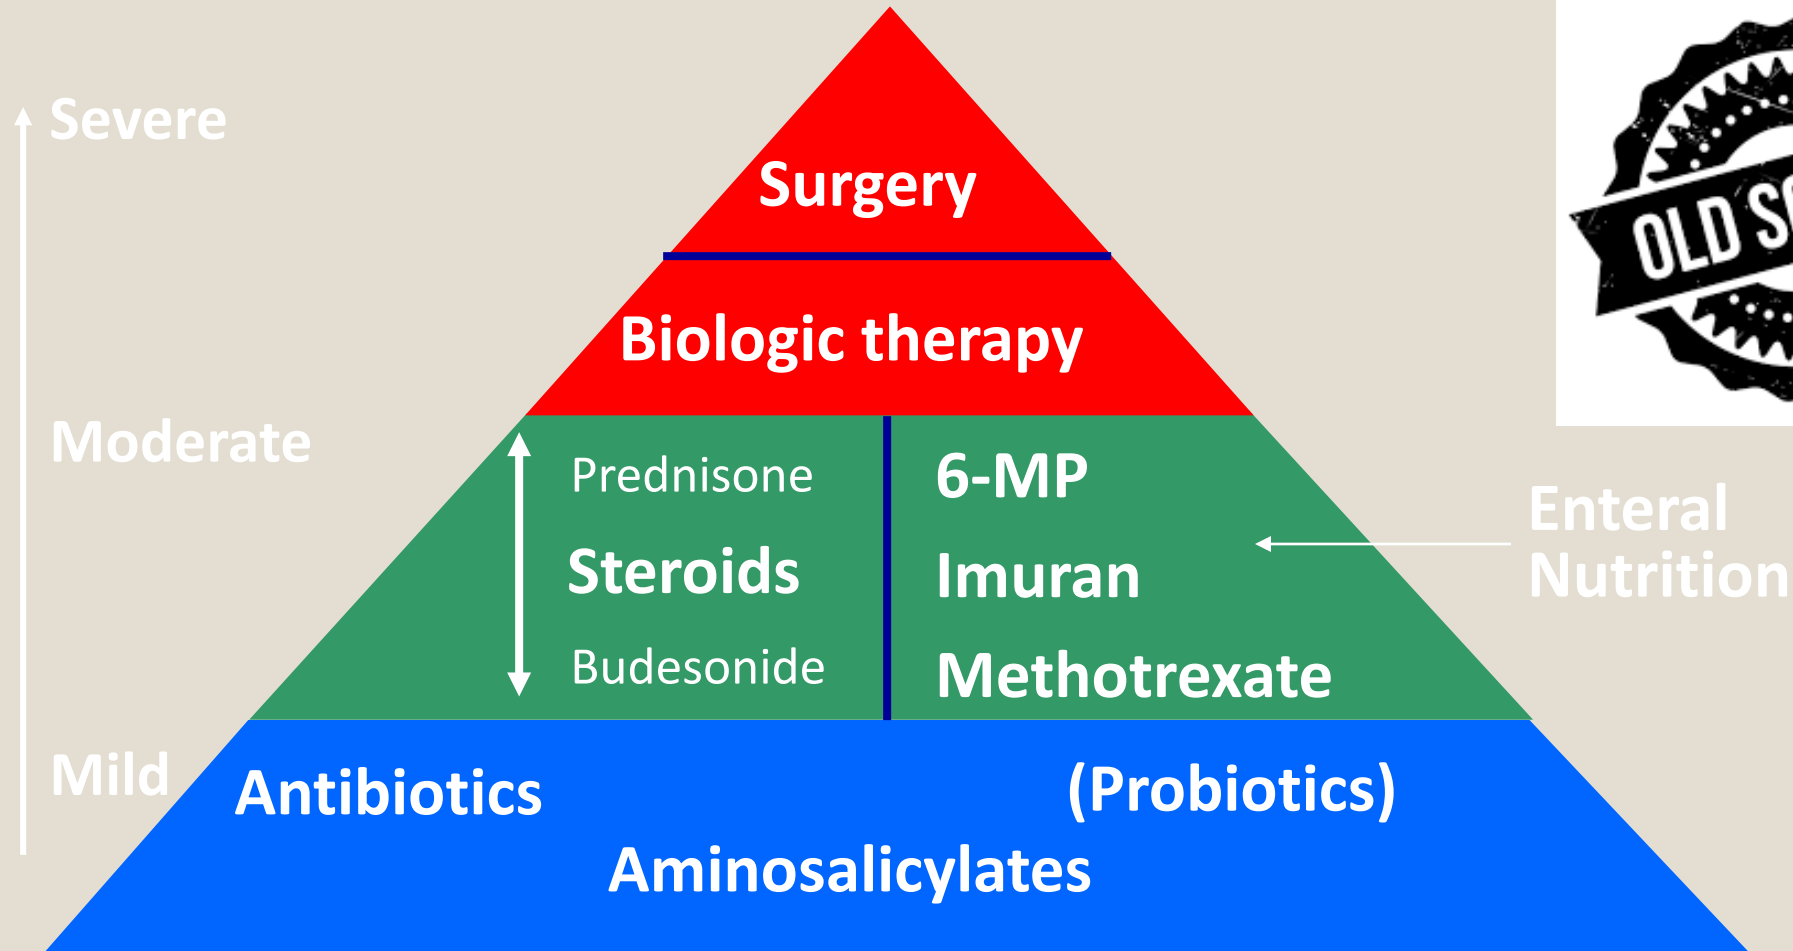 Severe
Surgery
Biologic therapy
Moderate
Prednisone
Steroids
Budesonide
6-MP
Imuran
Methotrexate
Enteral
Nutrition
Mild
Antibiotics
(Probiotics)
Aminosalicylates
OLD